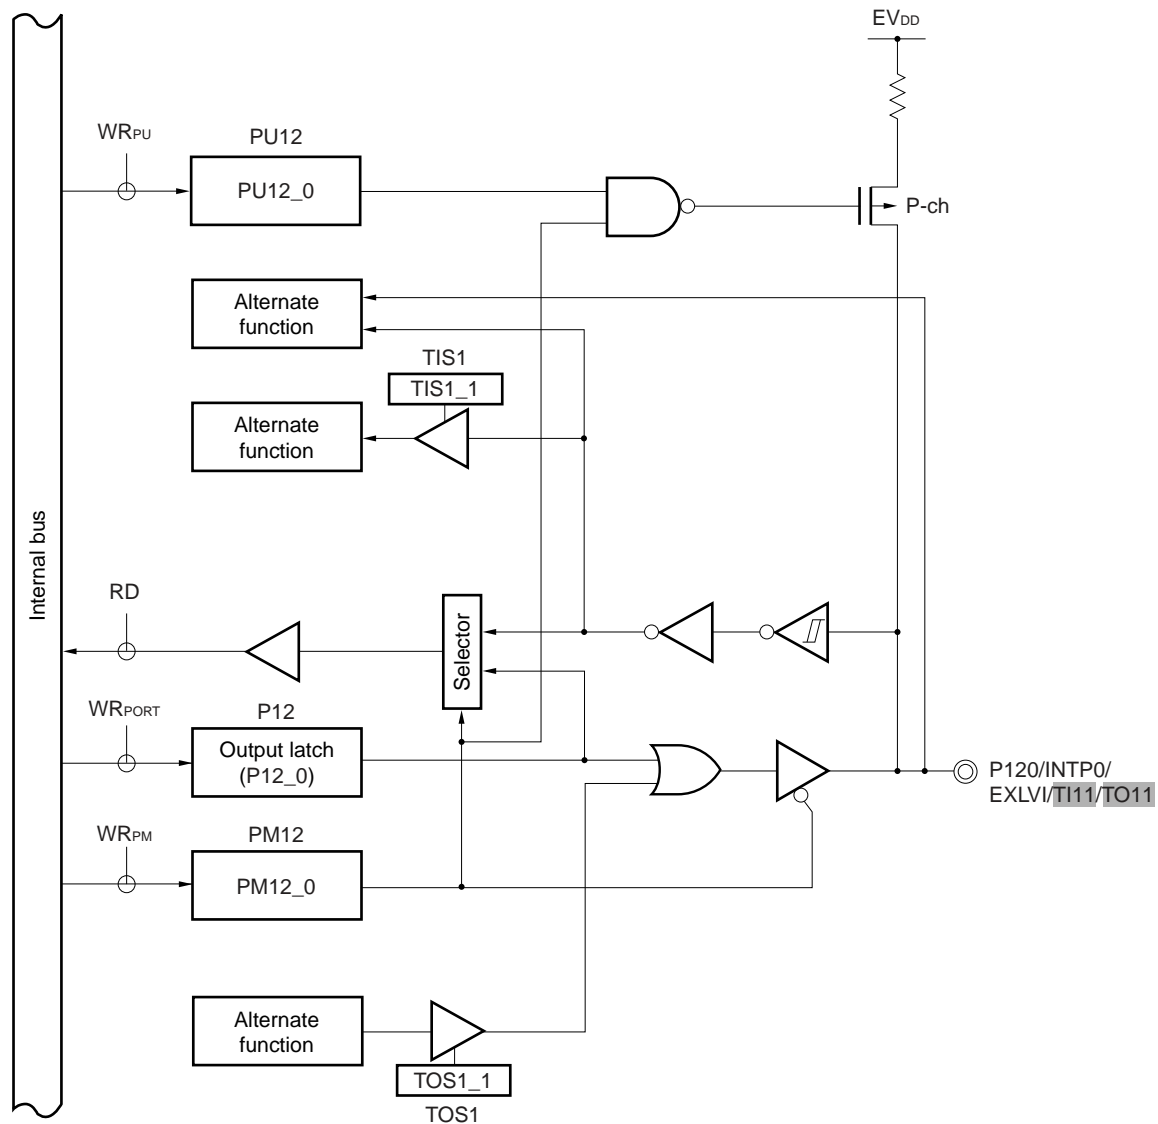 EVDD
WRPU
PU12
PU12_0
P-ch
Alternate
function
TIS1
TIS1_1
Alternate
function
Internal bus
RD
Selector
WRPORT
P12
Output latch
(P12_0)
P120/INTP0/
EXLVI/TI11/TO11
WRPM
PM12
PM12_0
Alternate
function
TOS1_1
TOS1